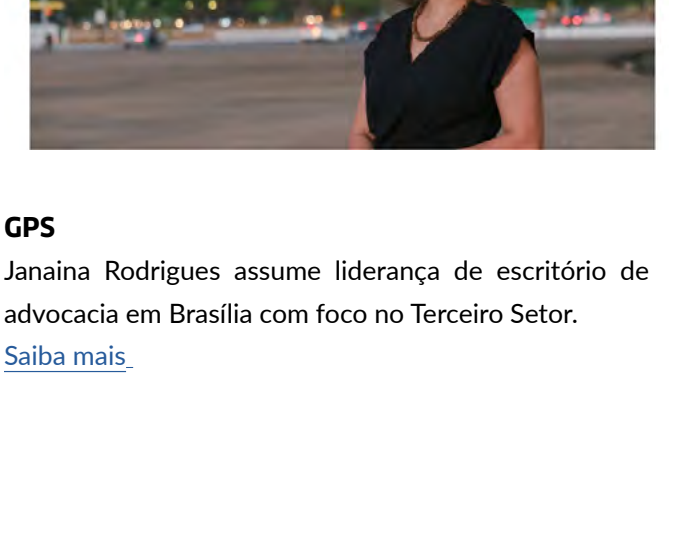 GPS
Janaina Rodrigues assume liderança de escritório de
advocacia em Brasília com foco no Terceiro Setor.
Saiba mais